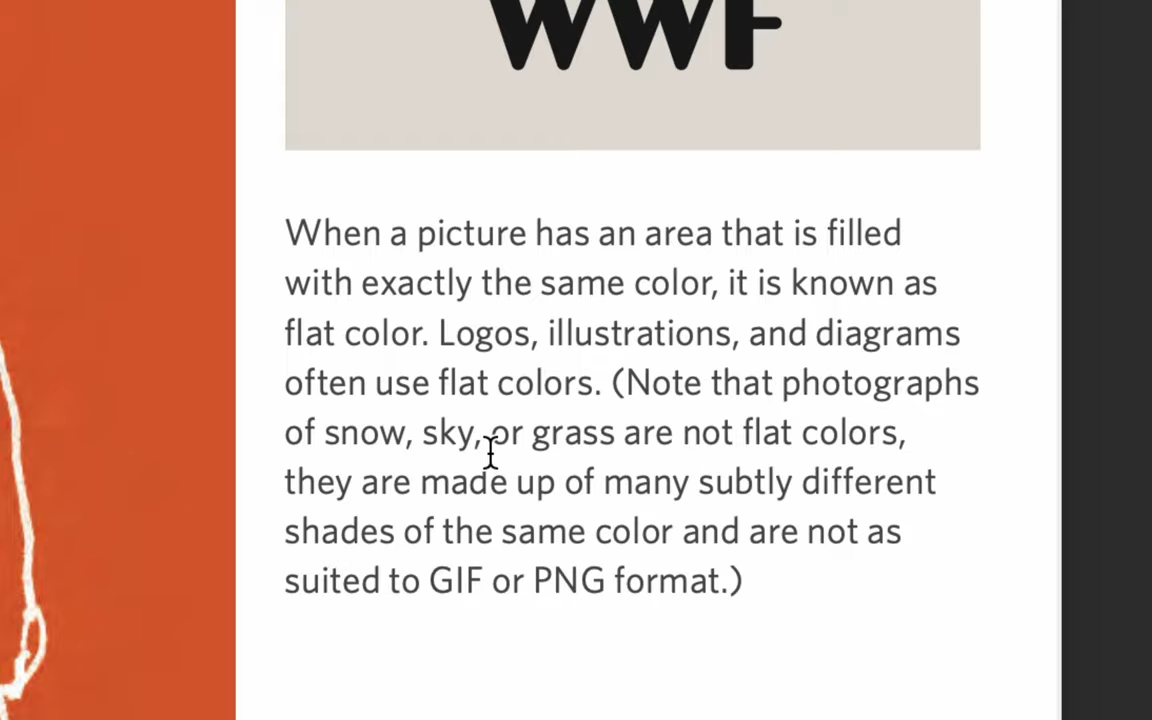 WWF
When a picture has an area that is filled
with exactly the same color, it is known as
flat color. Logos, illustrations, and diagrams
often use flat colors. (Note that photographs
of snow, sky, or grass are not flat colors,
they are made up of many subtly different
shades of the same color and are not as
suited to GIF or PNG format.)